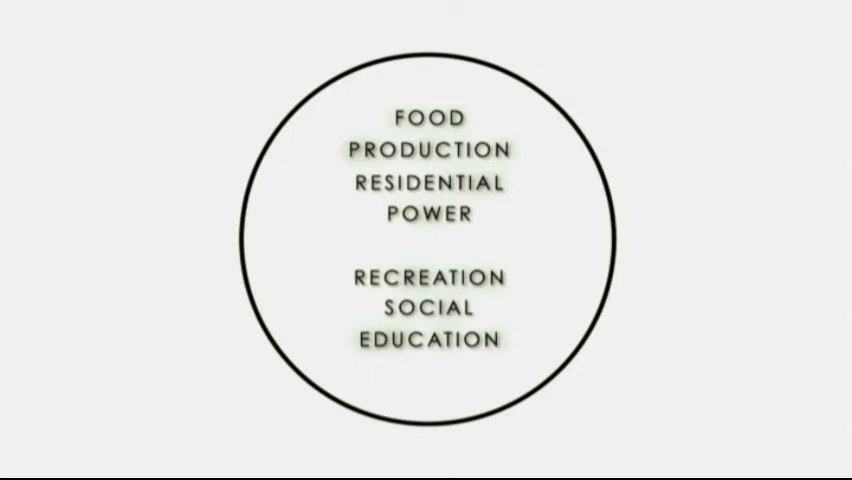 FOOD
PRODUCTION
RESIDENTIAL
POWER
RECREATION
SOCIAL
EDUCATION